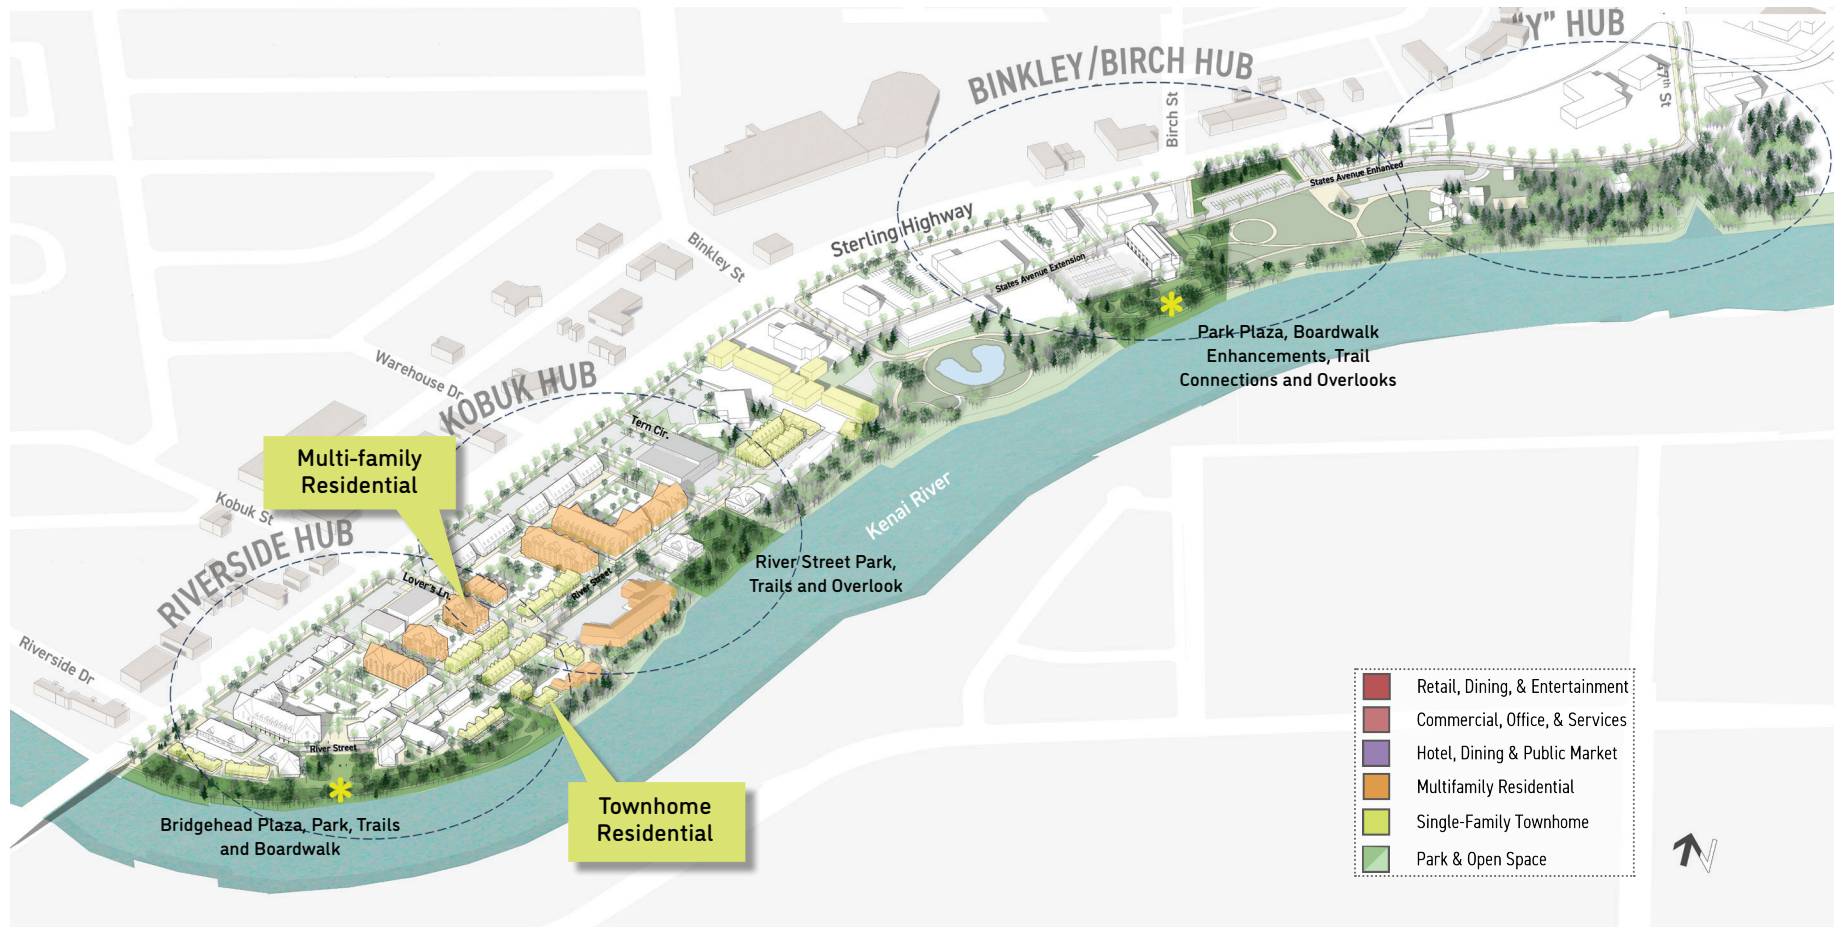 "Y" HUB
BINKLEY/BIRCH HUB
47th St
Birch St
States Avenue Enhanced
Sterling Highway
Binkley St
States Avenue Extension
Park Plaza, Boardwalk
Enhancements, Trail
Connections and Overlooks
Warehouse Dr
KOBUK HUB
Tern Cir.
Multi-family
Residential
Kenai River
Kobuk St
RIVERSIDE HUB
Lover's Ln.
River Street
River Street Park,
Trails and Overlook
Riverside Dr
River Street
Townhome
Residential
Bridgehead Plaza, Park, Trails
and Boardwalk
Retail, Dining, & Entertainment
Commercial, Office, & Services
Hotel, Dining & Public Market
Multifamily Residential
Single-Family Townhome
Park & Open Space
N